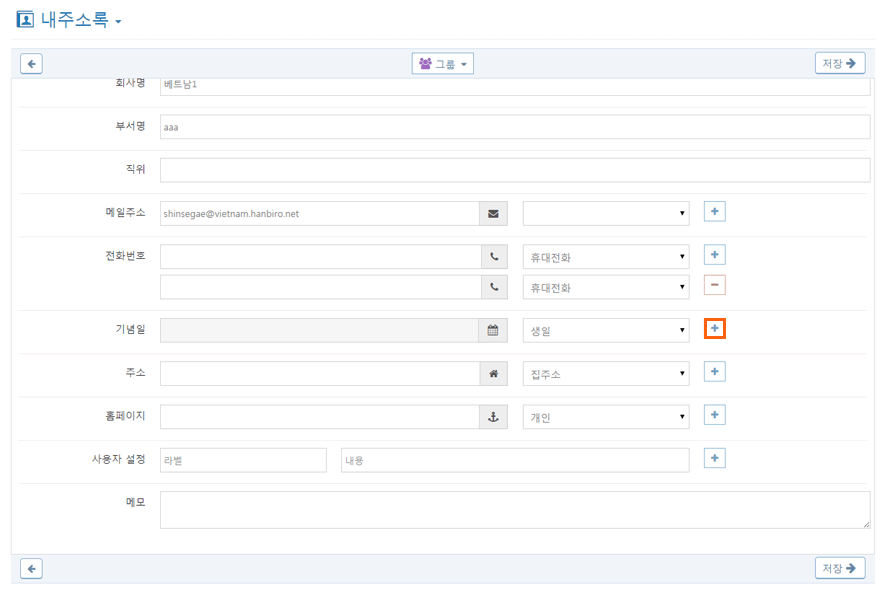 내주소록
그룹
저장
회사명 베트남1
부서명 aaa
직위
메일주소 shinsegae@vietnam.hanbiro.net
전화번호 휴대전화
휴대전화
기념일 생일
주소 집주소
홈페이지 개인
사용자 설정 라벨 내용
메모
저장